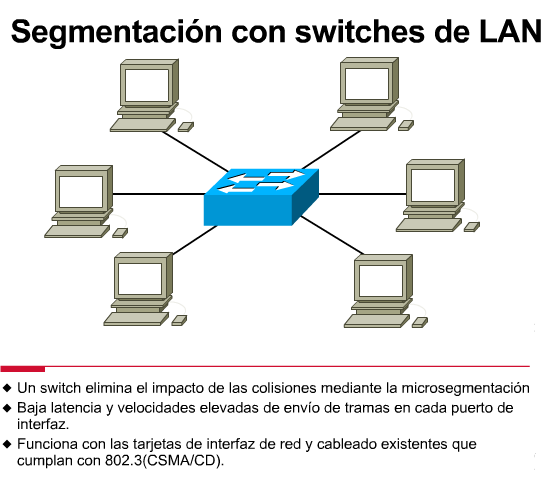 Segmentación con switches de LAN
◆ Un switch elimina el impacto de las colisiones mediante la microsegmentación
◆ Baja latencia y velocidades elevadas de envío de tramas en cada puerto de
interfaz.
◆ Funciona con las tarjetas de interfaz de red y cableado existentes que
cumplan con 802.3(CSMA/CD).